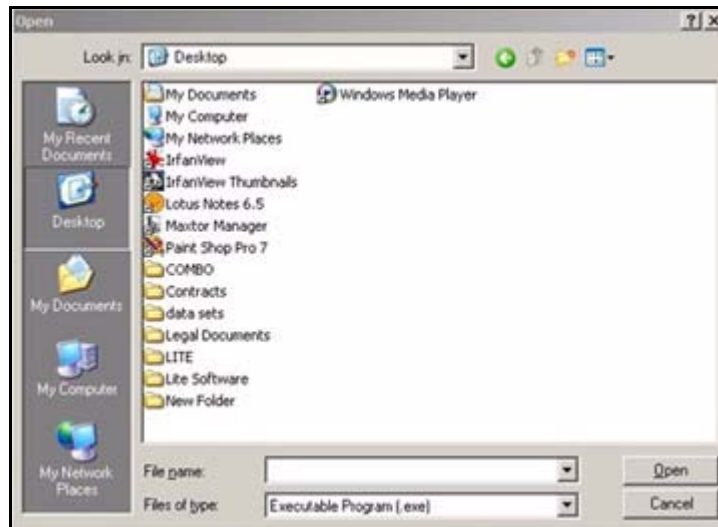 Open
Look in: Desktop
My Recent
Documents
Desktop
My Documents
My Computer
My Network
Places
My Documents
My Computer
My Network Places
IrfanView
IrfanView Thumbnails
Lotus Notes 6.5
Maxtor Manager
Paint Shop Pro 7
COMBO
Contracts
data sets
Legal Documents
LITE
Lite Software
New Folder
Windows Media Player
File name:
Open
Files of type: Executable Program (.exe)
Cancel